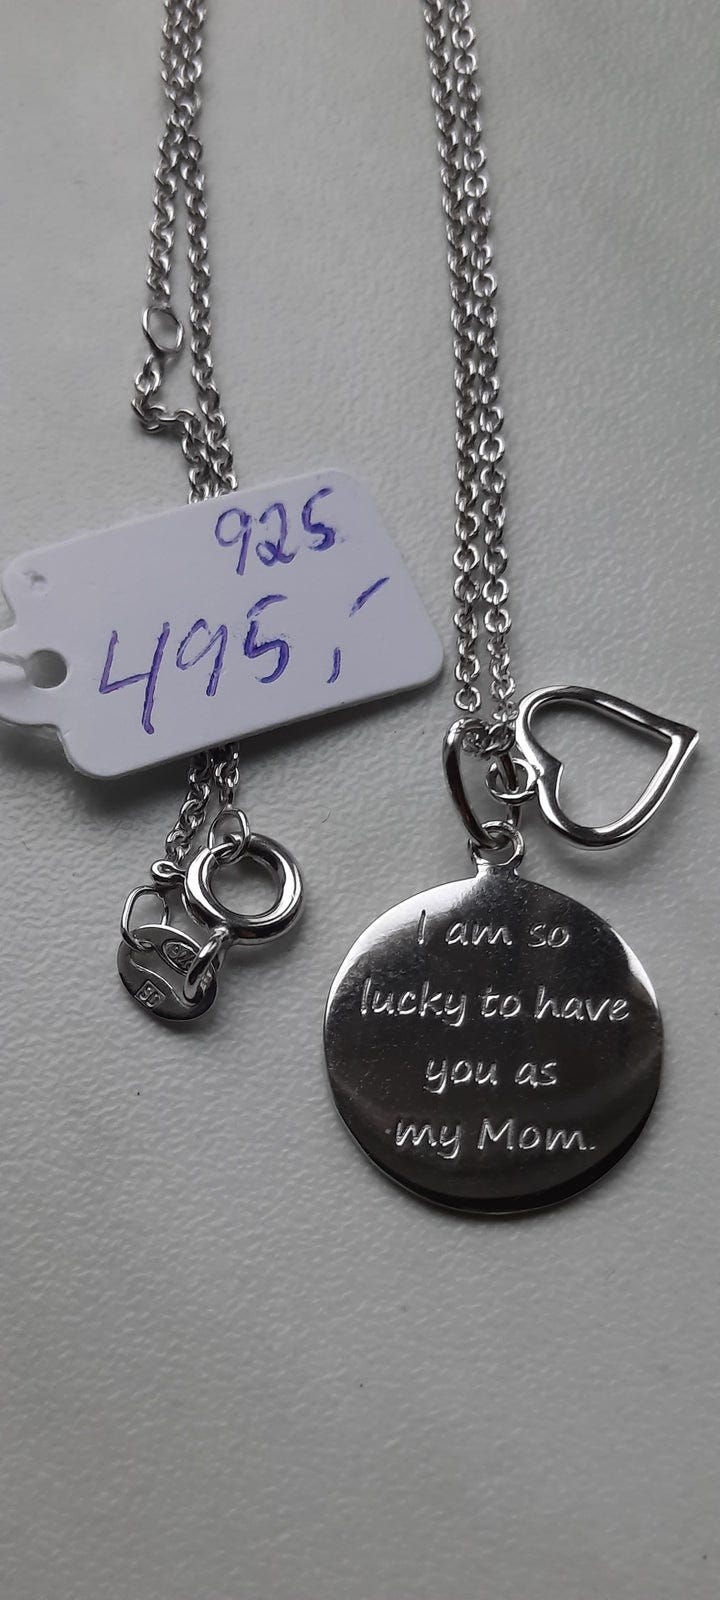 925
495,-
I am so
lucky to have
you as
my Mom.